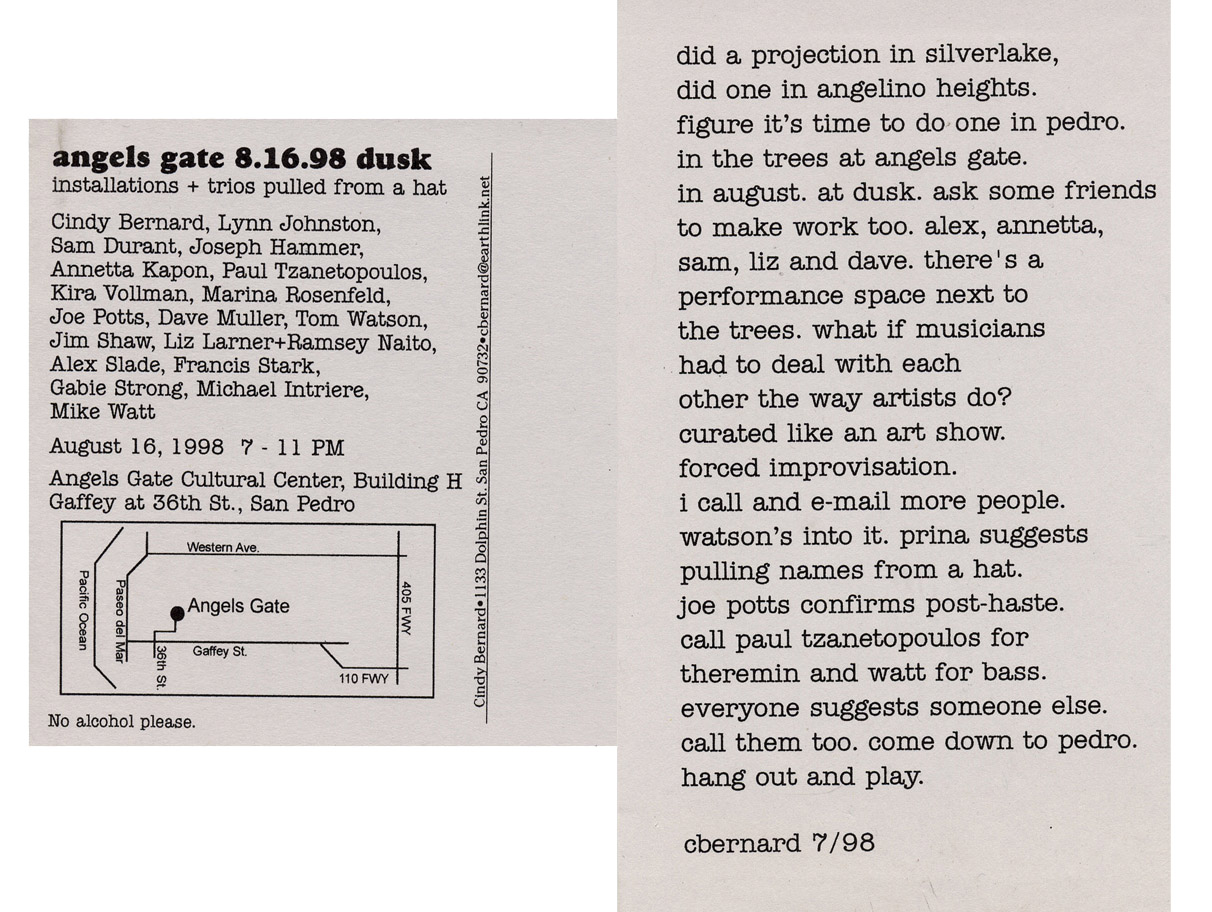 angels gate 8.16.98 dusk
installations + trios pulled from a hat
Cindy Bernard, Lynn Johnston,
Sam Durant, Joseph Hammer,
Annetta Kapon, Paul Tzanetopoulos,
Kira Vollman, Marina Rosenfeld,
Joe Potts, Dave Muller, Tom Watson,
Jim Shaw, Liz Larner+Ramsey Naito,
Alex Slade, Francis Stark,
Gabie Strong, Michael Intriere,
Mike Watt
August 16, 1998 7 - 11 PM
Angels Gate Cultural Center, Building H
Gaffey at 36th St., San Pedro
Western Ave.
Pacific Ocean
Paseo del Mar
Angels Gate
405 FWY
36th St.
Gaffey St.
110 FWY
No alcohol please.
Cindy Bernard•1133 Dolphin St. San Pedro CA 90732•cbernard@earthlink.net
did a projection in silverlake,
did one in angelino heights.
figure it's time to do one in pedro.
in the trees at angels gate.
in august. at dusk. ask some friends
to make work too. alex, annetta,
sam, liz and dave. there's a
performance space next to
the trees. what if musicians
had to deal with each
other the way artists do?
curated like an art show.
forced improvisation.
i call and e-mail more people.
watson's into it. prina suggests
pulling names from a hat.
joe potts confirms post-haste.
call paul tzanetopoulos for
theremin and watt for bass.
everyone suggests someone else.
call them too. come down to pedro.
hang out and play.
cbernard 7/98